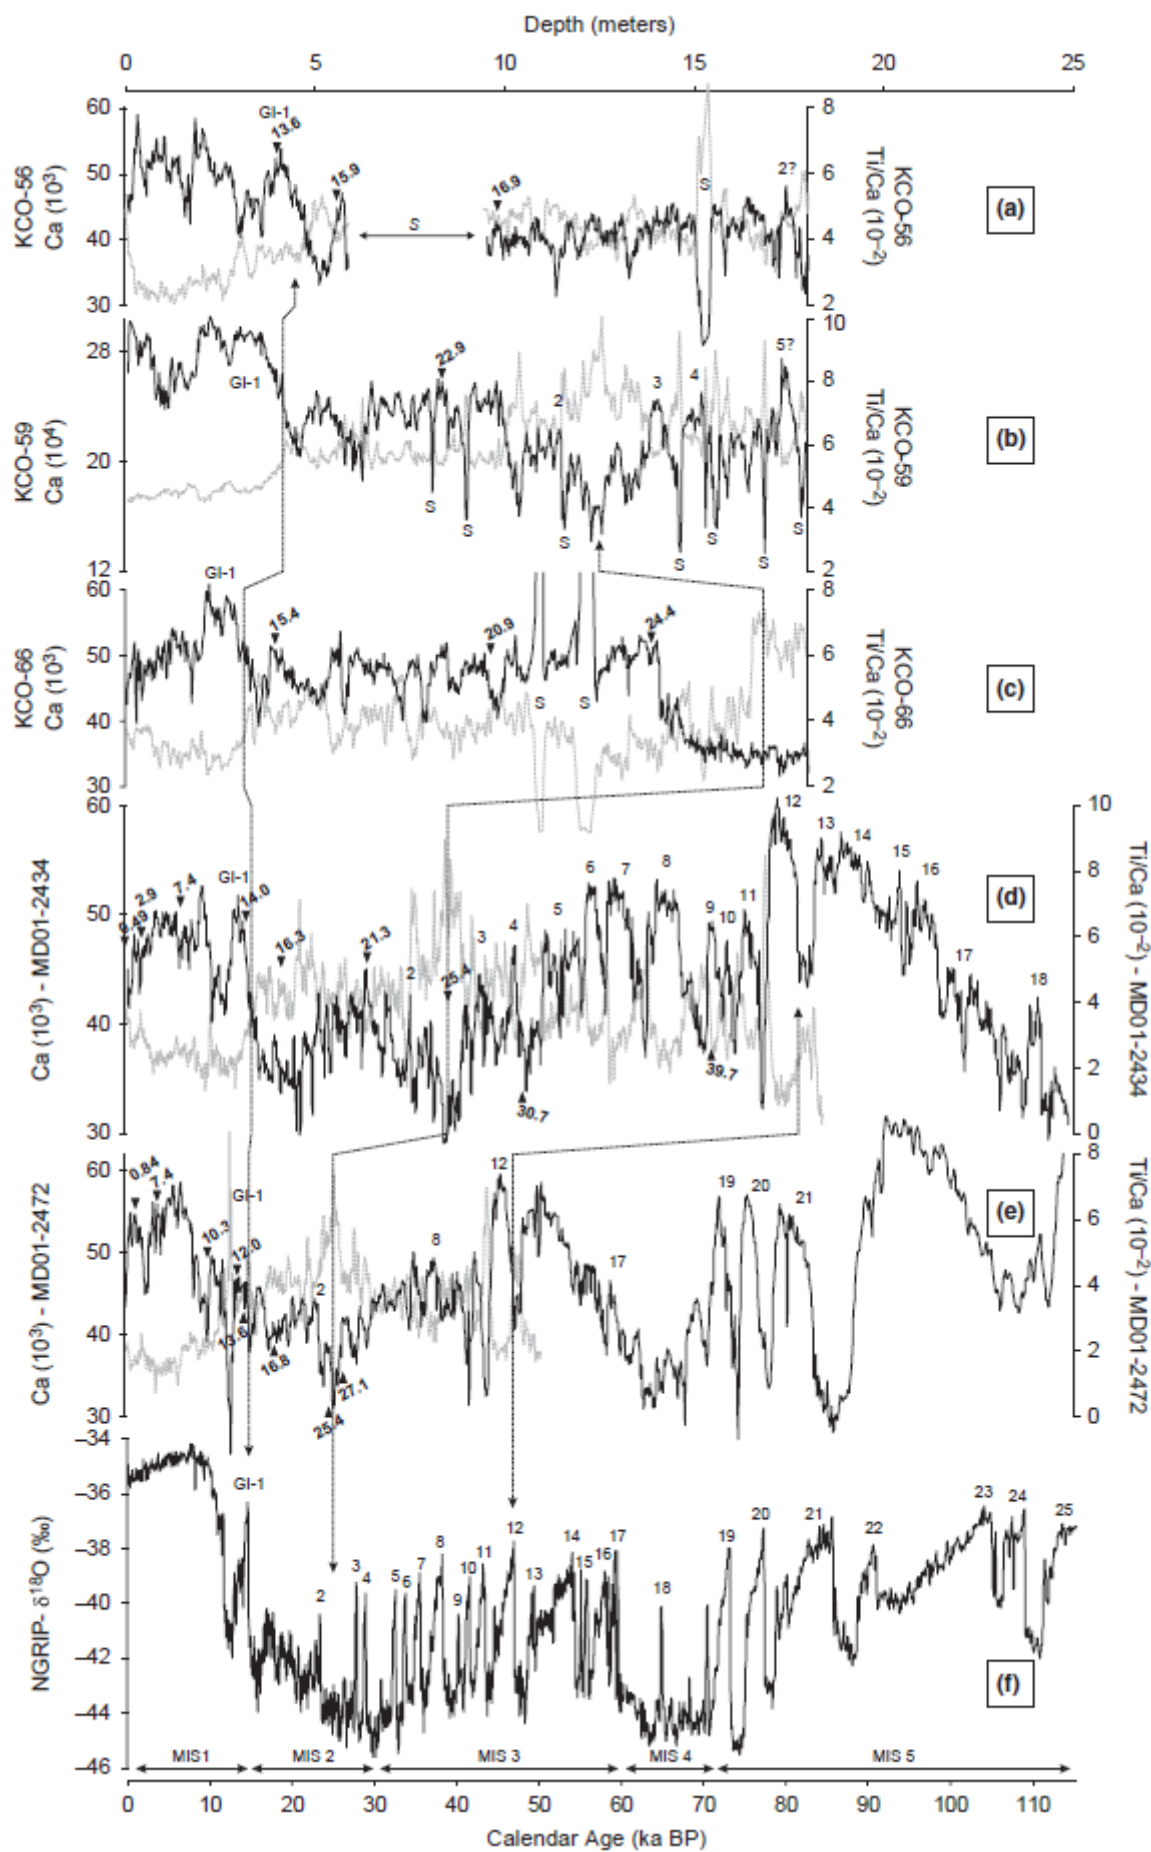 Depth (meters)
0 5 10 15 20 25
KCO-56
Ca (10³)
60
50
40
30
GI-1
13.6
15.9
S
16.9
S
2?
8
6
4
2
KCO-56
Ti/Ca (10⁻²)
(a)
KCO-59
Ca (10⁴)
28
20
12
GI-1
22.9
2
3
4
5?
S
S
S
S
S
S
S
10
8
6
4
2
KCO-59
Ti/Ca (10⁻²)
(b)
KCO-66
Ca (10³)
60
50
40
30
GI-1
15.4
20.9
24.4
S
S
8
6
4
2
KCO-66
Ti/Ca (10⁻²)
(c)
Ca (10³) - MD01-2434
60
50
40
30
0.49
2.9
7.4
GI-1
14.0
16.3
21.3
2
25.4
3
4
30.7
5
6
7
8
9
10
11
39.7
12
13
14
15
16
17
18
10
8
6
4
2
0
Ti/Ca (10⁻²) - MD01-2434
(d)
Ca (10³) - MD01-2472
60
50
40
30
0.84
7.4
10.3
GI-1
12.0
13.6
16.8
2
25.4
27.1
8
12
17
19
20
21
8
6
4
2
0
Ti/Ca (10⁻²) - MD01-2472
(e)
NGRIP- δ¹⁸O (‰)
–34
–36
–38
–40
–42
–44
–46
GI-1
2
3
4
5
6
7
8
9
10
11
12
13
14
15
16
17
18
19
20
21
22
23
24
25
(f)
MIS 1 MIS 2 MIS 3 MIS 4 MIS 5
0 10 20 30 40 50 60 70 80 90 100 110
Calendar Age (ka BP)